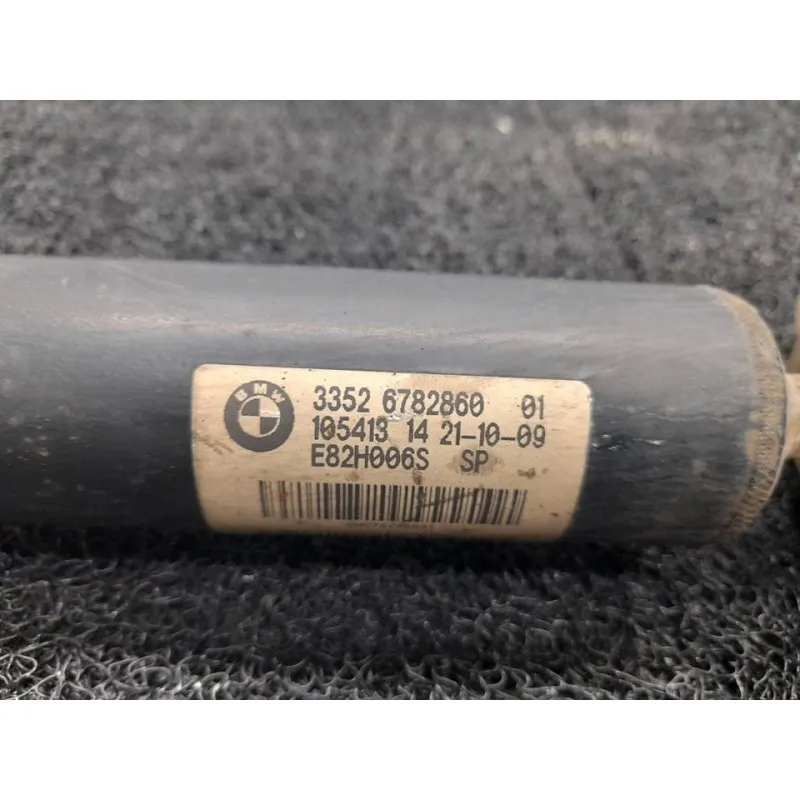 BMW
3352 6782860 01
105413 14 21-10-09
E82H006S SP